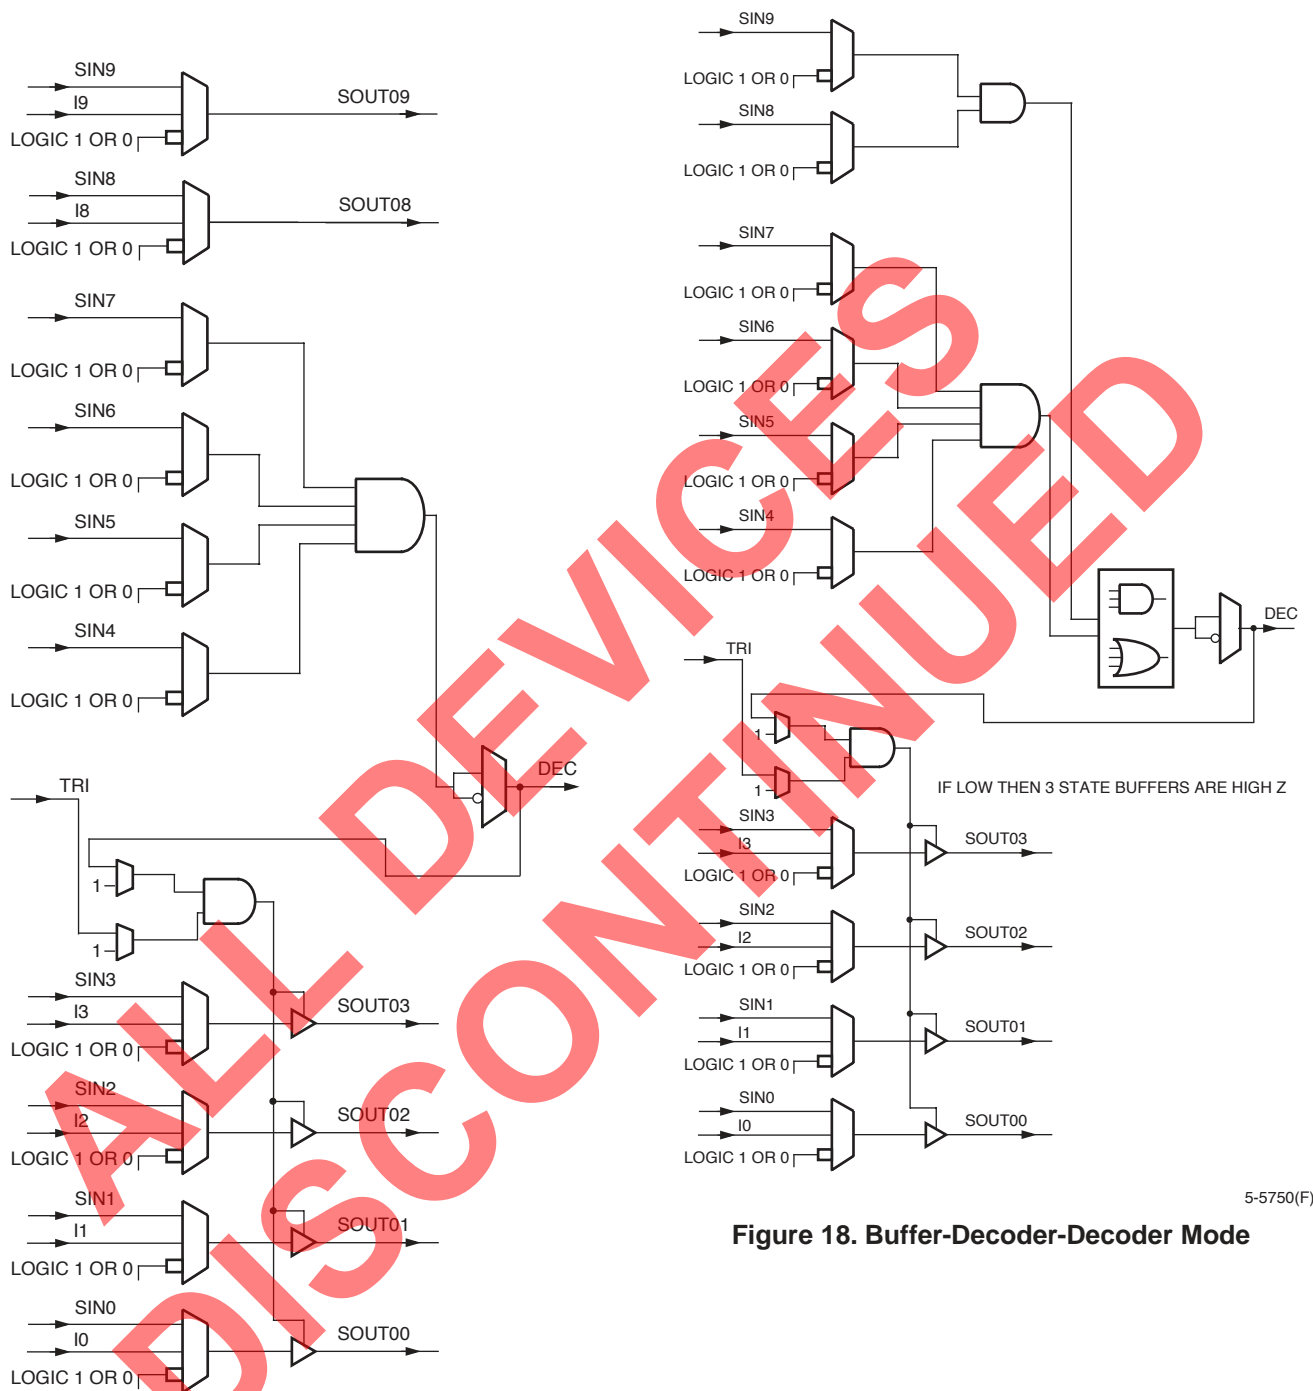 SIN9
I9
LOGIC 1 OR 0
SOUT09
SIN8
I8
LOGIC 1 OR 0
SOUT08
SIN7
LOGIC 1 OR 0
SIN6
LOGIC 1 OR 0
SIN5
LOGIC 1 OR 0
SIN4
LOGIC 1 OR 0
DEC
TRI
1
1
SIN3
I3
LOGIC 1 OR 0
SOUT03
SIN2
I2
LOGIC 1 OR 0
SOUT02
SIN1
I1
LOGIC 1 OR 0
SOUT01
SIN0
I0
LOGIC 1 OR 0
SOUT00
SIN9
LOGIC 1 OR 0
SIN8
LOGIC 1 OR 0
SIN7
LOGIC 1 OR 0
SIN6
LOGIC 1 OR 0
SIN5
LOGIC 1 OR 0
SIN4
LOGIC 1 OR 0
DEC
TRI
1
1
IF LOW THEN 3 STATE BUFFERS ARE HIGH Z
SIN3
I3
LOGIC 1 OR 0
SOUT03
SIN2
I2
LOGIC 1 OR 0
SOUT02
SIN1
I1
LOGIC 1 OR 0
SOUT01
SIN0
I0
LOGIC 1 OR 0
SOUT00
5-5750(F)
Figure 18. Buffer-Decoder-Decoder Mode
ALL DEVICES
DISCONTINUED